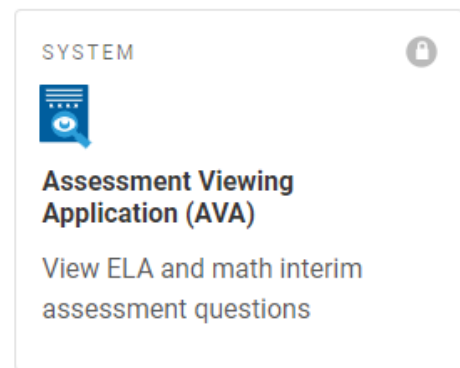 SYSTEM
Assessment Viewing
Application (AVA)
View ELA and math interim
assessment questions